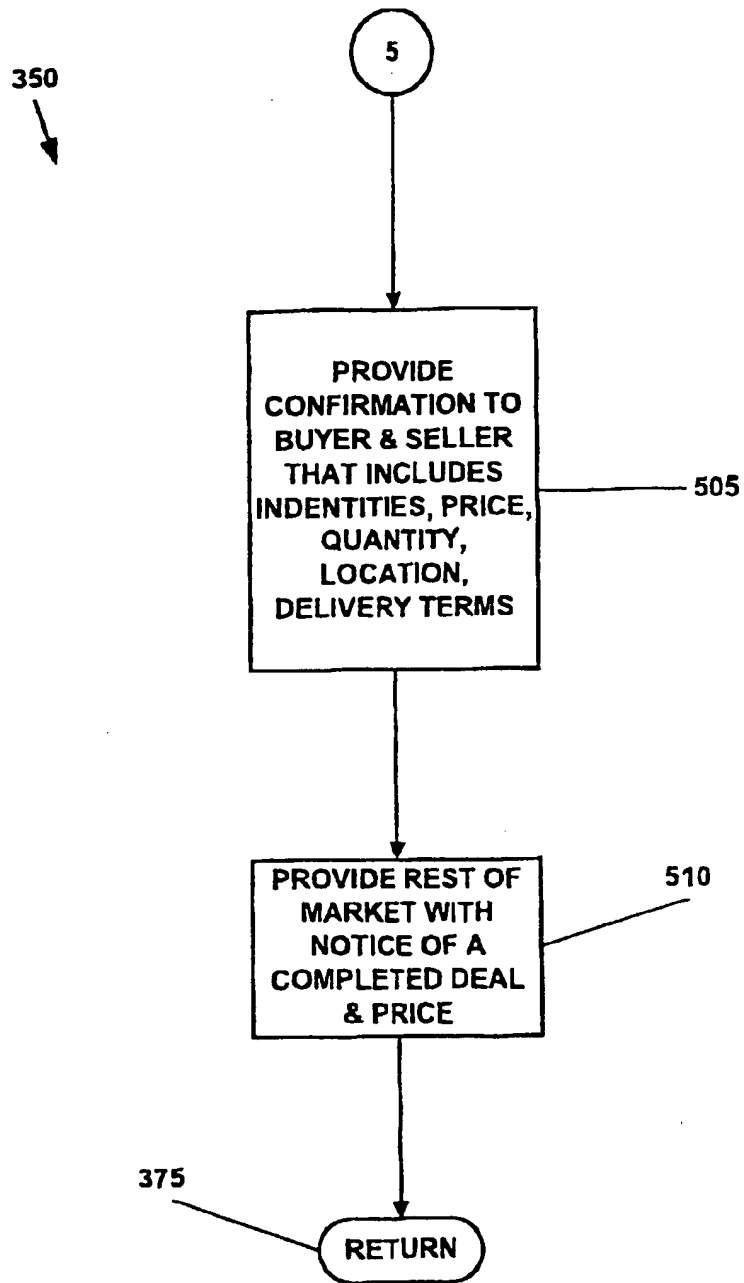 5
350
PROVIDE
CONFIRMATION TO
BUYER & SELLER
THAT INCLUDES
INDENTITIES, PRICE,
QUANTITY,
LOCATION,
DELIVERY TERMS
505
PROVIDE REST OF
MARKET WITH
NOTICE OF A
COMPLETED DEAL
& PRICE
510
375
RETURN